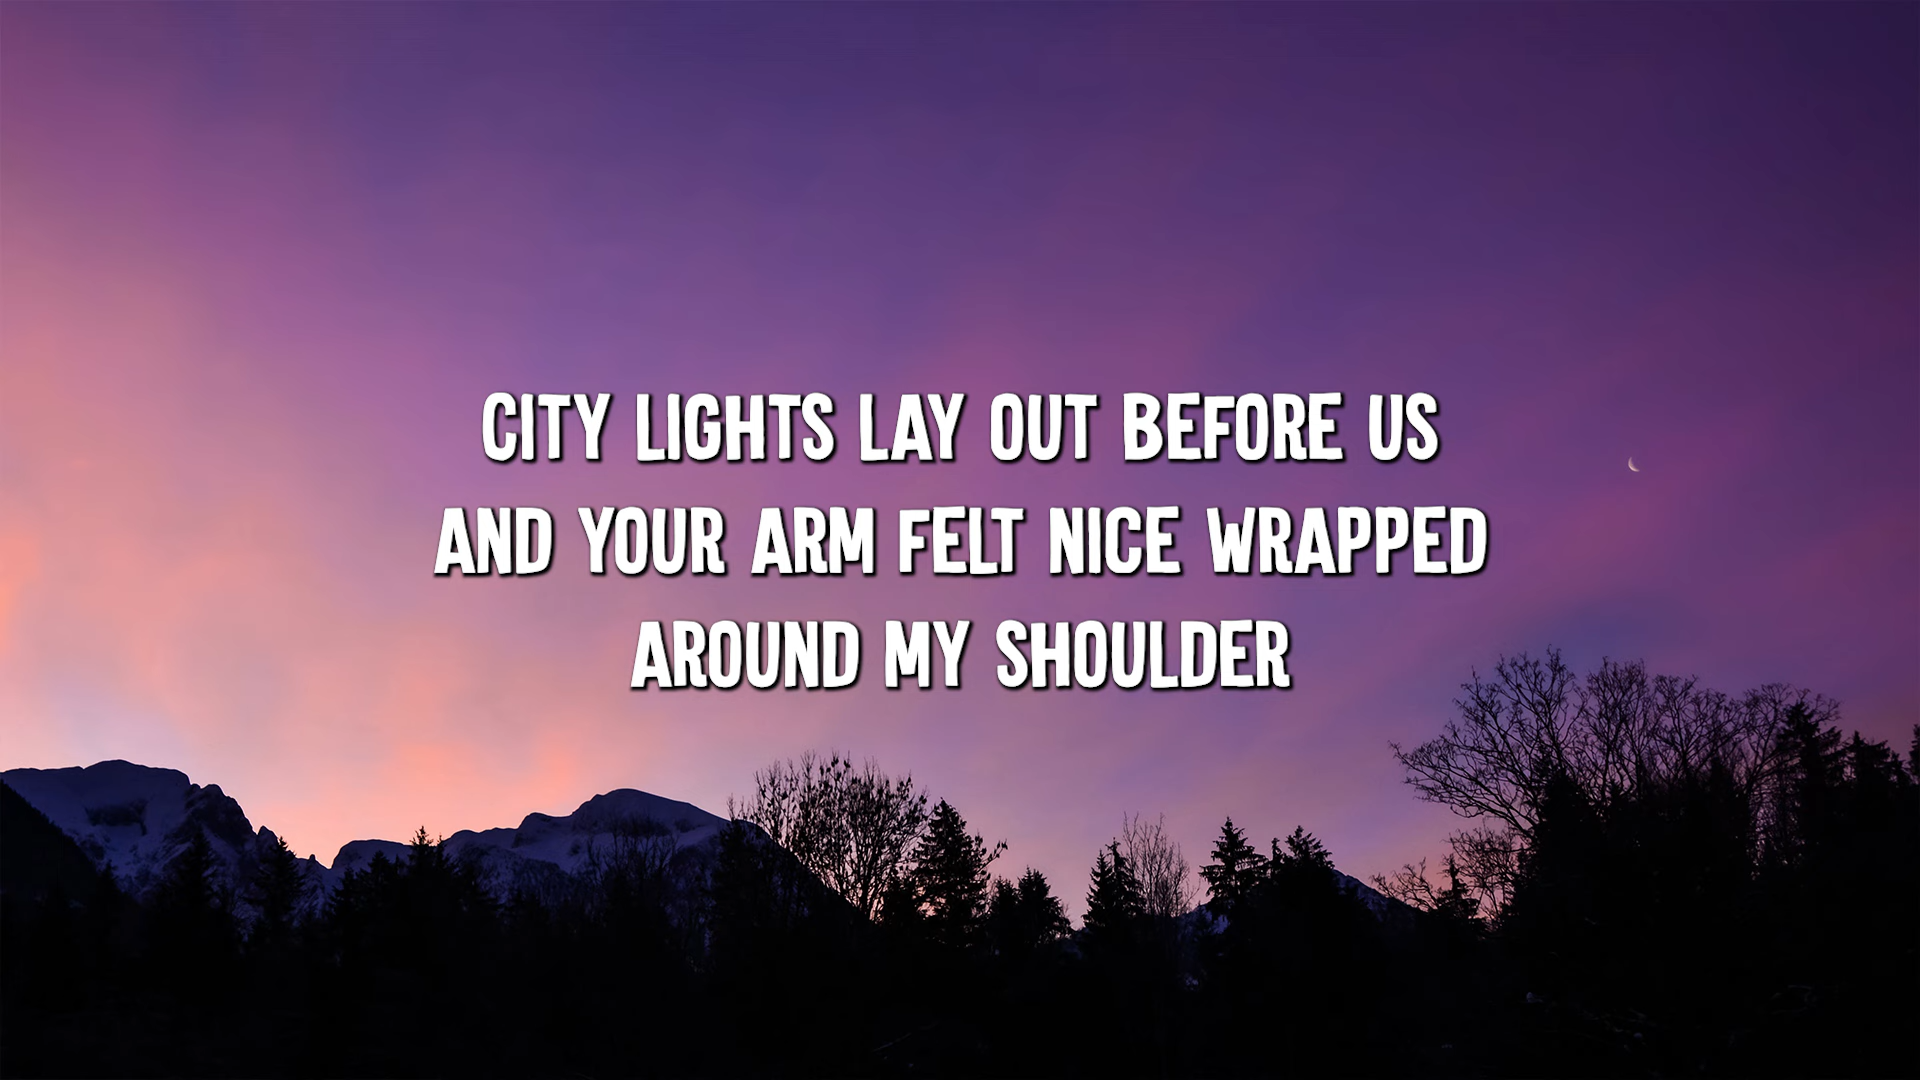 CITY LIGHTS LAY OUT BEFORE US
AND YOUR ARM FELT NICE WRAPPED
AROUND MY SHOULDER